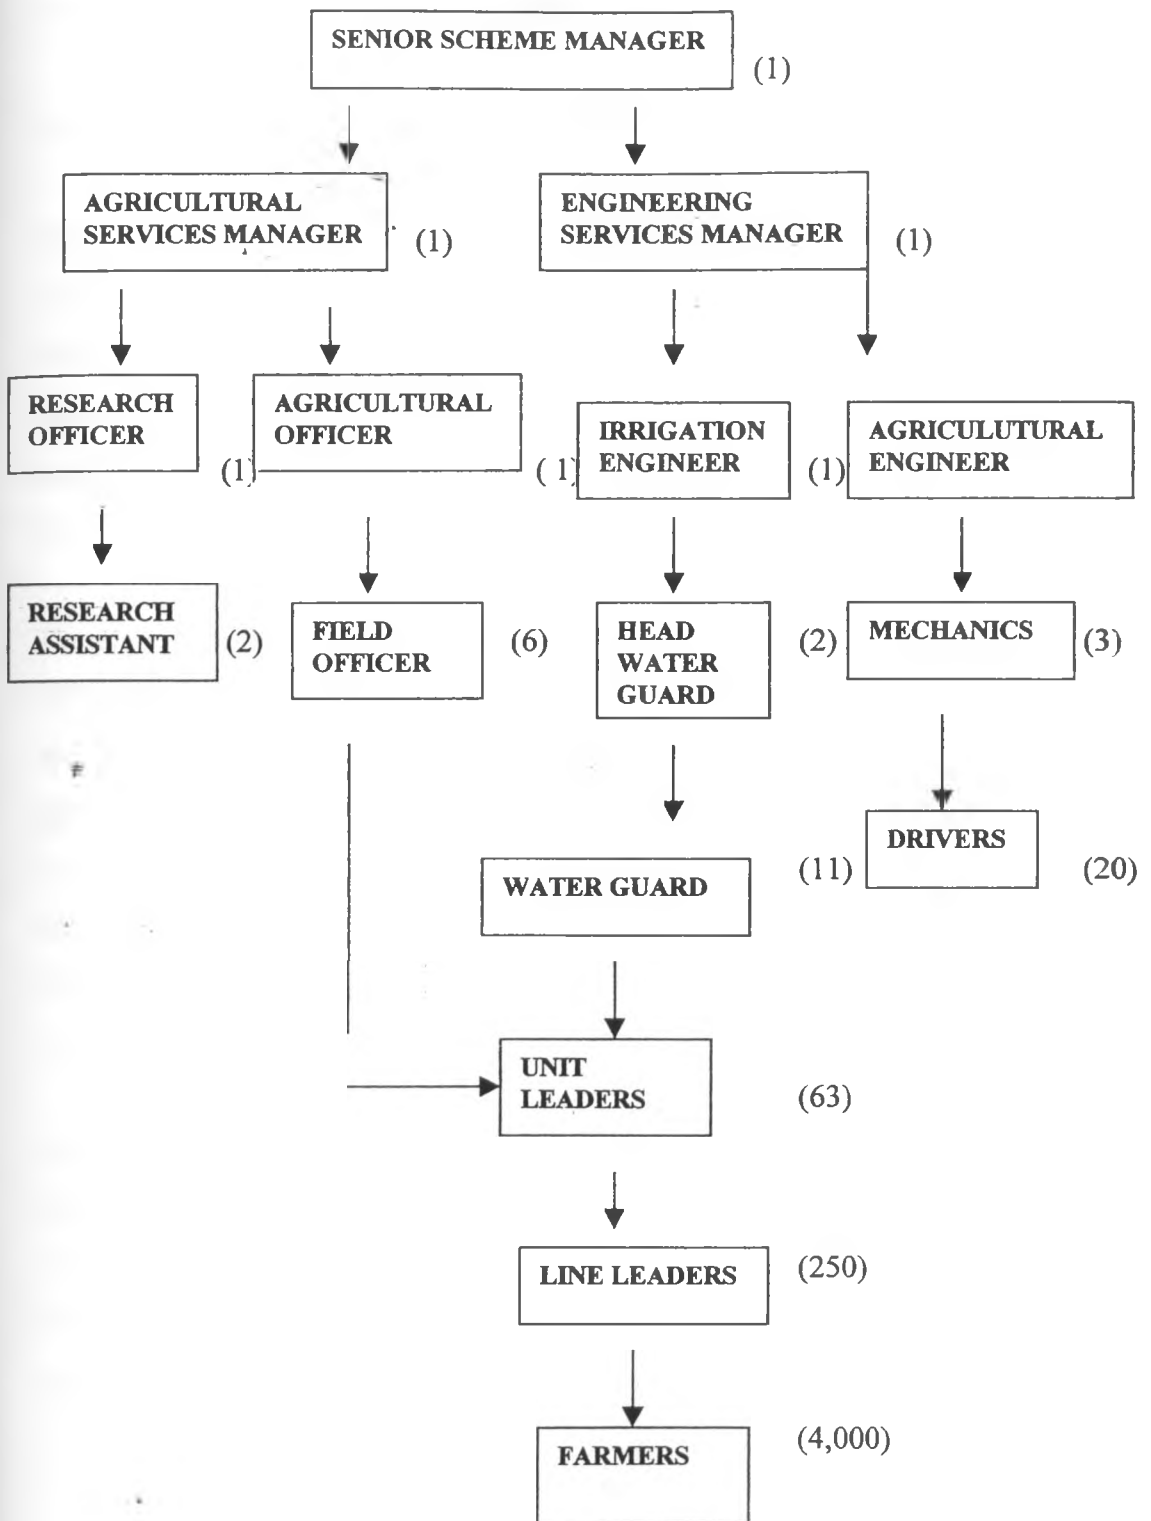 SENIOR SCHEME MANAGER
(1)
AGRICULTURAL
SERVICES MANAGER
(1)
ENGINEERING
SERVICES MANAGER
(1)
RESEARCH
OFFICER
(1)
AGRICULTURAL
OFFICER
( 1)
IRRIGATION
ENGINEER
(1)
AGRICULUTURAL
ENGINEER
RESEARCH
ASSISTANT
(2)
FIELD
OFFICER
(6)
HEAD
WATER
GUARD
(2)
MECHANICS
(3)
DRIVERS
(20)
WATER GUARD
(11)
UNIT
LEADERS
(63)
LINE LEADERS
(250)
FARMERS
(4,000)